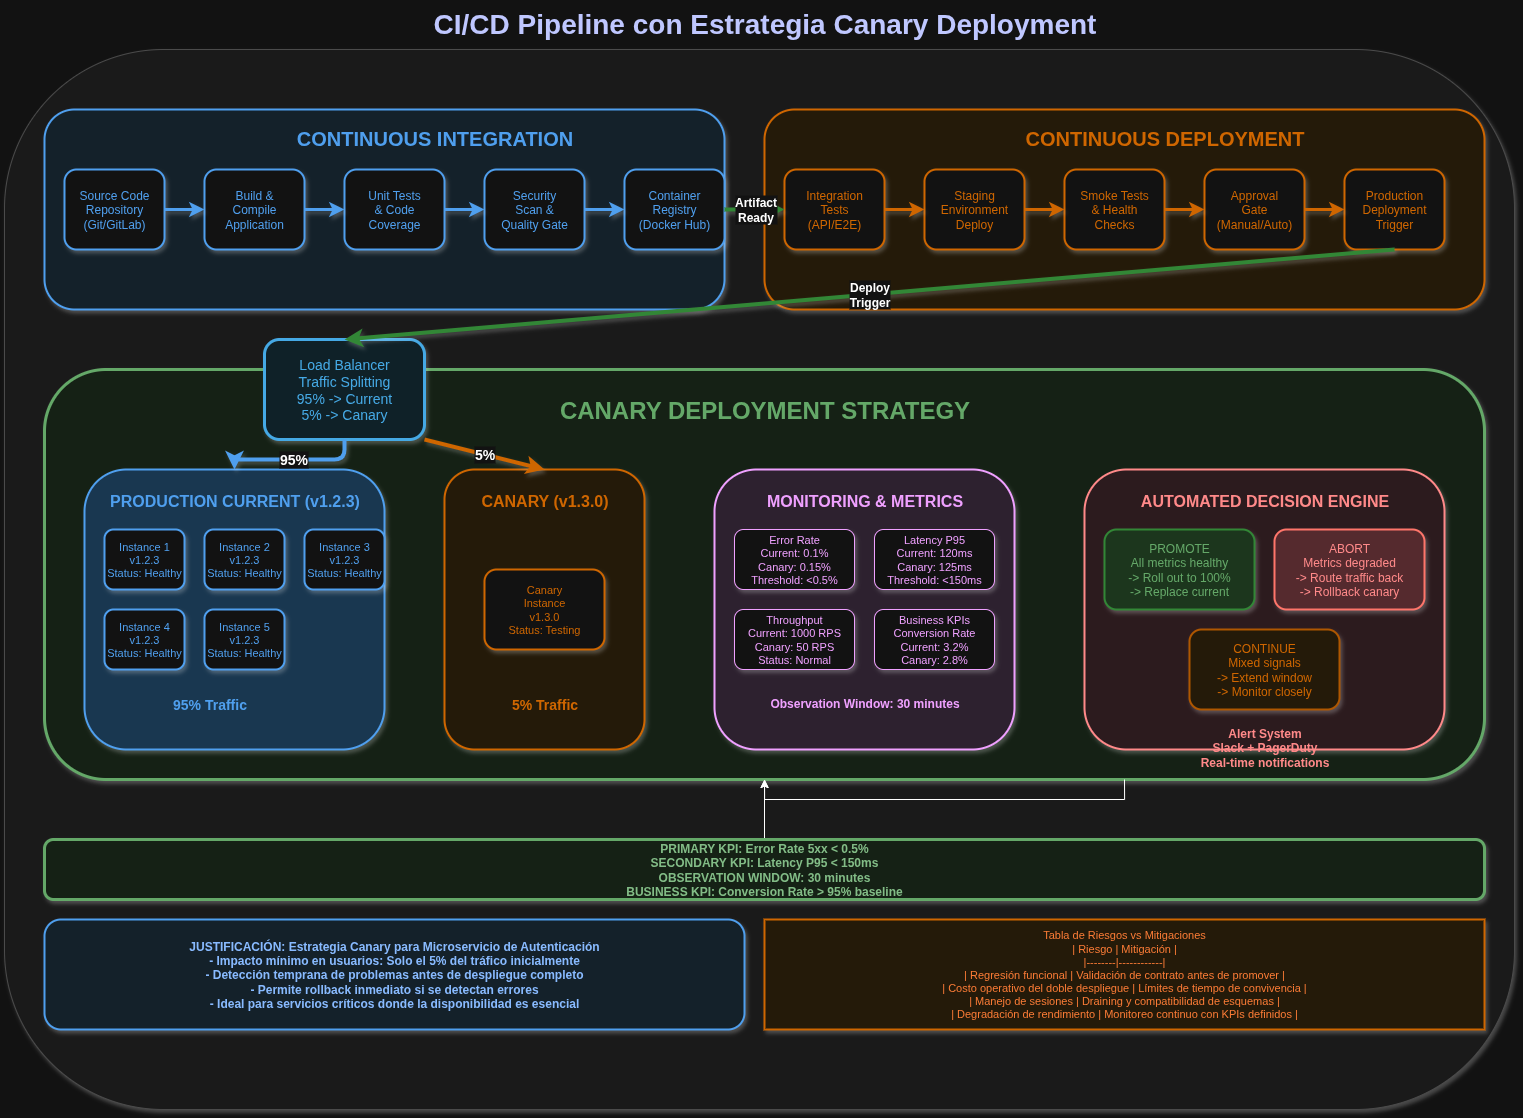 CI/CD Pipeline con Estrategia Canary Deployment
CONTINUOUS INTEGRATION
Source Code
Repository
(Git/GitLab)
Build &
Compile
Application
Unit Tests
& Code
Coverage
Security
Scan &
Quality Gate
Container
Registry
(Docker Hub)
Artifact
Ready
CONTINUOUS DEPLOYMENT
Integration
Tests
(API/E2E)
Staging
Environment
Deploy
Smoke Tests
& Health
Checks
Approval
Gate
(Manual/Auto)
Production
Deployment
Trigger
Deploy
Trigger
Load Balancer
Traffic Splitting
95% -> Current
5% -> Canary
CANARY DEPLOYMENT STRATEGY
95%
5%
PRODUCTION CURRENT (v1.2.3)
Instance 1
v1.2.3
Status: Healthy
Instance 2
v1.2.3
Status: Healthy
Instance 3
v1.2.3
Status: Healthy
Instance 4
v1.2.3
Status: Healthy
Instance 5
v1.2.3
Status: Healthy
95% Traffic
CANARY (v1.3.0)
Canary
Instance
v1.3.0
Status: Testing
5% Traffic
MONITORING & METRICS
Error Rate
Current: 0.1%
Canary: 0.15%
Threshold: <0.5%
Latency P95
Current: 120ms
Canary: 125ms
Threshold: <150ms
Throughput
Current: 1000 RPS
Canary: 50 RPS
Status: Normal
Business KPIs
Conversion Rate
Current: 3.2%
Canary: 2.8%
Observation Window: 30 minutes
AUTOMATED DECISION ENGINE
PROMOTE
All metrics healthy
-> Roll out to 100%
-> Replace current
ABORT
Metrics degraded
-> Route traffic back
-> Rollback canary
CONTINUE
Mixed signals
-> Extend window
-> Monitor closely
Alert System
Slack + PagerDuty
Real-time notifications
PRIMARY KPI: Error Rate 5xx < 0.5%
SECONDARY KPI: Latency P95 < 150ms
OBSERVATION WINDOW: 30 minutes
BUSINESS KPI: Conversion Rate > 95% baseline
JUSTIFICACIÓN: Estrategia Canary para Microservicio de Autenticación
- Impacto mínimo en usuarios: Solo el 5% del tráfico inicialmente
- Detección temprana de problemas antes de despliegue completo
- Permite rollback inmediato si se detectan errores
- Ideal para servicios críticos donde la disponibilidad es esencial
Tabla de Riesgos vs Mitigaciones
| Riesgo | Mitigación |
|--------|------------|
| Regresión funcional | Validación de contrato antes de promover |
| Costo operativo del doble despliegue | Límites de tiempo de convivencia |
| Manejo de sesiones | Draining y compatibilidad de esquemas |
| Degradación de rendimiento | Monitoreo continuo con KPIs definidos |